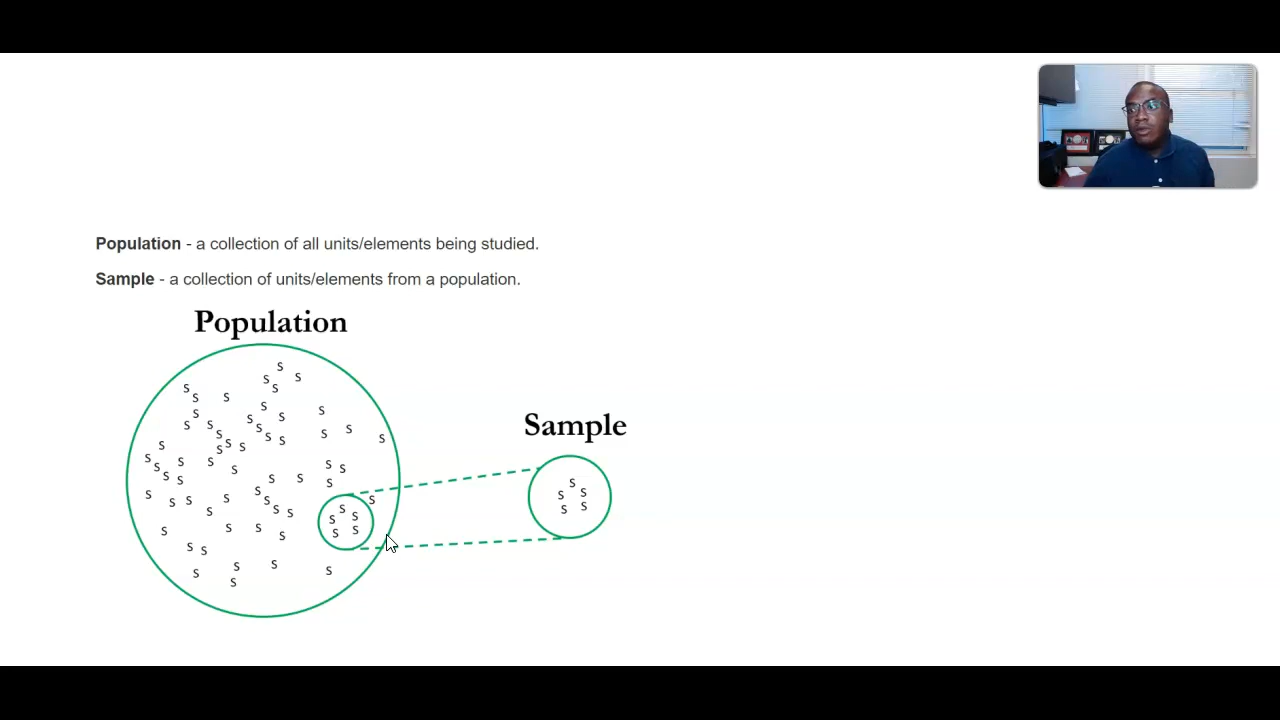 Population - a collection of all units/elements being studied.
Sample - a collection of units/elements from a population.
Population
Sample